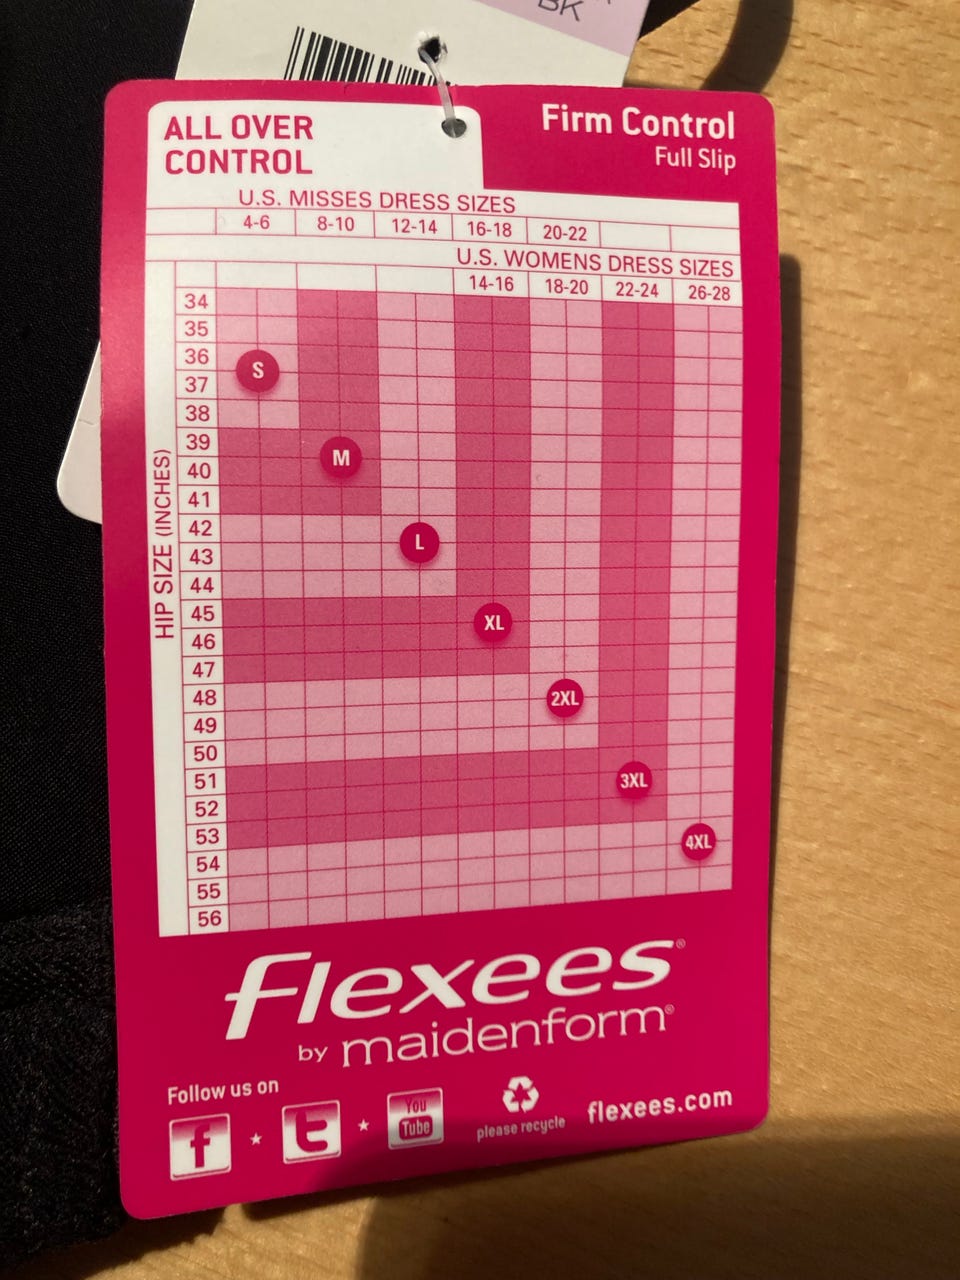 BK
ALL OVER
CONTROL
Firm Control
Full Slip
U.S. MISSES DRESS SIZES
4-6 8-10 12-14 16-18 20-22
U.S. WOMENS DRESS SIZES
14-16 18-20 22-24 26-28
HIP SIZE (INCHES)
34
35
36
S
37
38
39
M
40
41
42
L
43
44
45
XL
46
47
48
2XL
49
50
51
3XL
52
53
4XL
54
55
56
flexees®
by maidenform®
Follow us on
f
t
You
Tube
please recycle
flexees.com